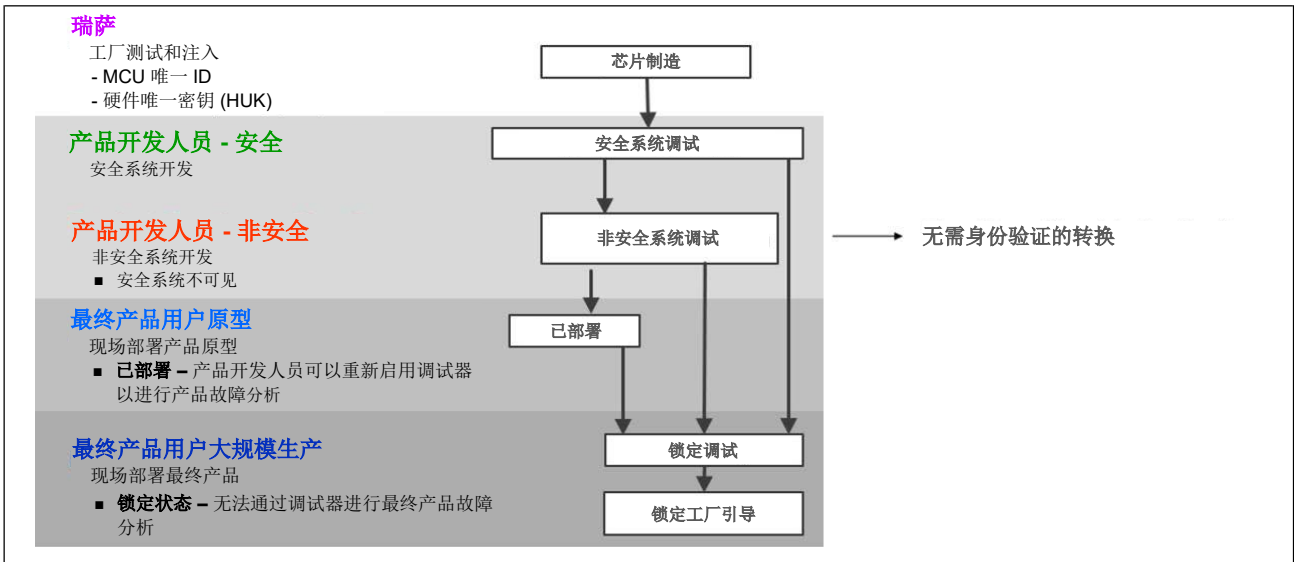 瑞萨
工厂测试和注入
- MCU 唯一 ID
- 硬件唯一密钥 (HUK)
芯片制造
产品开发人员 - 安全
安全系统开发
安全系统调试
产品开发人员 - 非安全
非安全系统开发
■ 安全系统不可见
非安全系统调试
无需身份验证的转换
最终产品用户原型
现场部署产品原型
■ 已部署 – 产品开发人员可以重新启用调试器
以进行产品故障分析
已部署
最终产品用户大规模生产
现场部署最终产品
■ 锁定状态 – 无法通过调试器进行最终产品故障
分析
锁定调试
锁定工厂引导